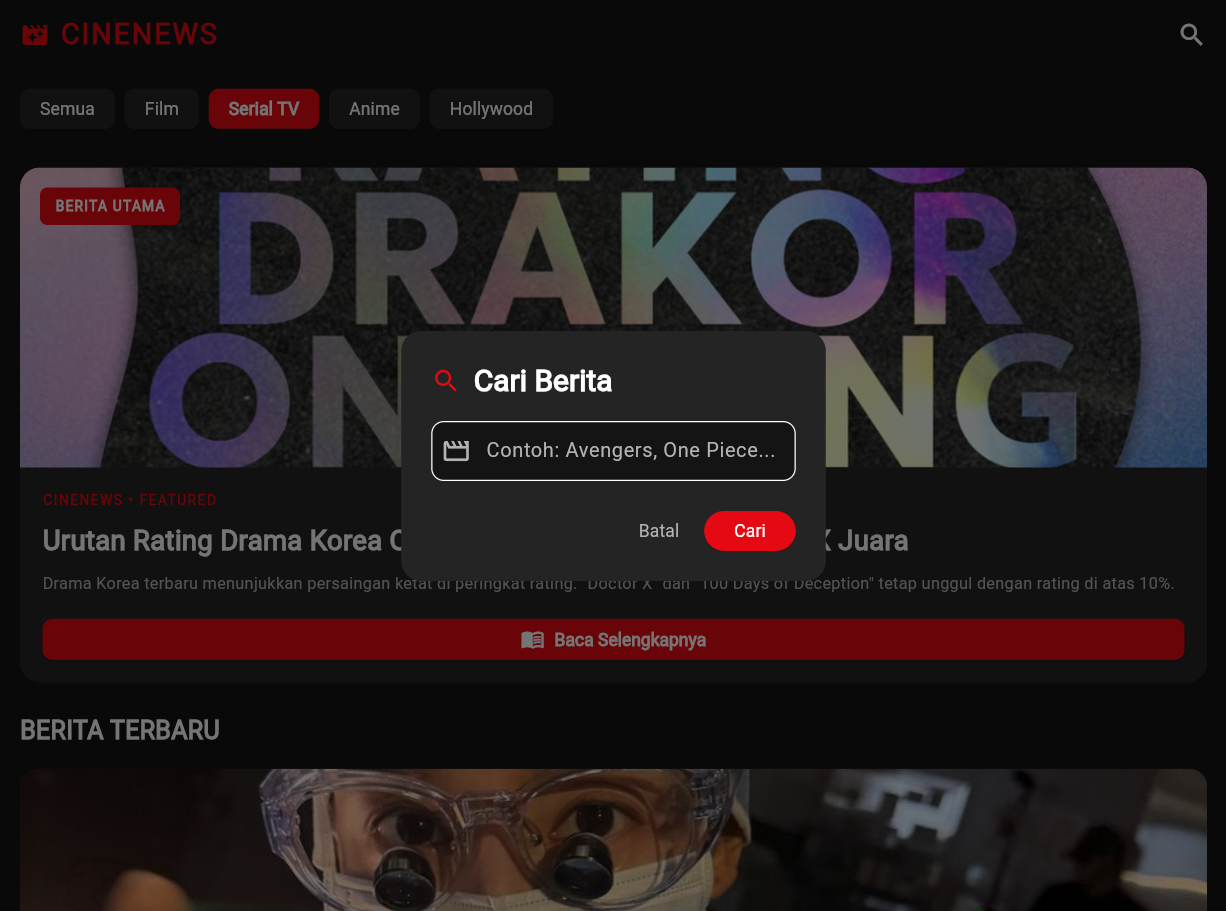 CINENEWS
Semua Film Serial TV Anime Hollywood
BERITA UTAMA
DRAKOR
Cari Berita
Contoh: Avengers, One Piece...
Batal Cari
CINENEWS • FEATURED
Urutan Rating Drama Korea Juara
Drama Korea terbaru menunjukkan persaingan ketat di peringkat rating. "Doctor X" dan "100 Days of Deception" tetap unggul dengan rating di atas 10%.
Baca Selengkapnya
BERITA TERBARU